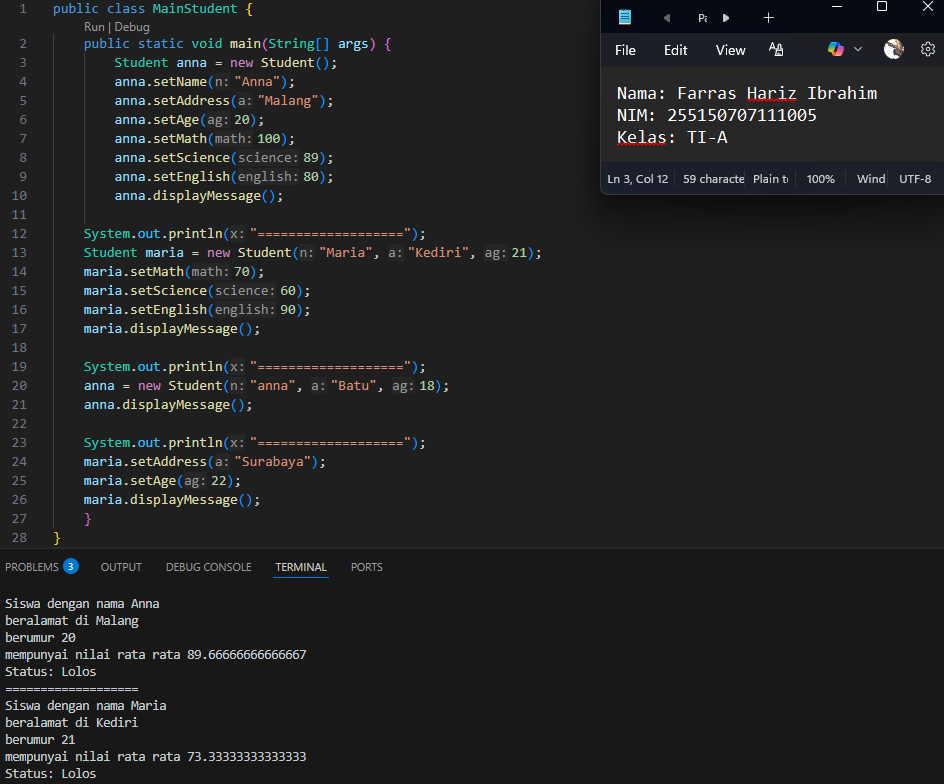 1 public class MainStudent {
Run | Debug
2 public static void main(String[] args) {
3 Student anna = new Student();
4 anna.setName(n: "Anna");
5 anna.setAddress(a: "Malang");
6 anna.setAge(ag: 20);
7 anna.setMath(math: 100);
8 anna.setScience(science: 89);
9 anna.setEnglish(english: 80);
10 anna.displayMessage();
11
12 System.out.println(x: "===================");
13 Student maria = new Student(n: "Maria", a: "Kediri", ag: 21);
14 maria.setMath(math: 70);
15 maria.setScience(science: 60);
16 maria.setEnglish(english: 90);
17 maria.displayMessage();
18
19 System.out.println(x: "===================");
20 anna = new Student(n: "anna", a: "Batu", ag: 18);
21 anna.displayMessage();
22
23 System.out.println(x: "===================");
24 maria.setAddress(a: "Surabaya");
25 maria.setAge(ag: 22);
26 maria.displayMessage();
27 }
28 }
File Edit View
Nama: Farras Hariz Ibrahim
NIM: 255150707111005
Kelas: TI-A
Ln 3, Col 12 59 characte Plain t 100% Wind UTF-8
PROBLEMS 3 OUTPUT DEBUG CONSOLE TERMINAL PORTS
Siswa dengan nama Anna
beralamat di Malang
berumur 20
mempunyai nilai rata rata 89.66666666666667
Status: Lolos
===================
Siswa dengan nama Maria
beralamat di Kediri
berumur 21
mempunyai nilai rata rata 73.33333333333333
Status: Lolos